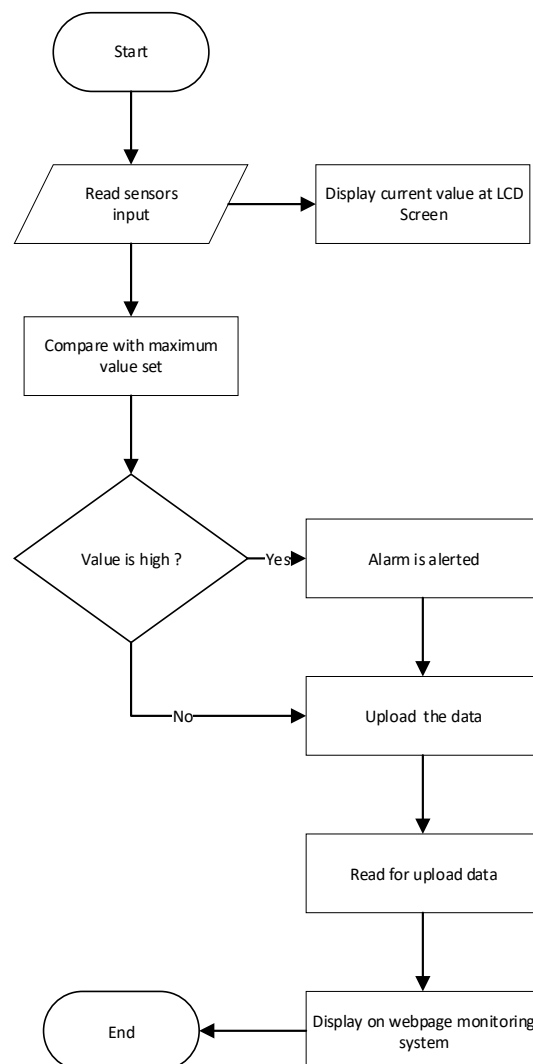 Start
Read sensors
input
Display current value at LCD
Screen
Compare with maximum
value set
Value is high ?
Yes
Alarm is alerted
No
Upload the data
Read for upload data
Display on webpage monitoring
system
End